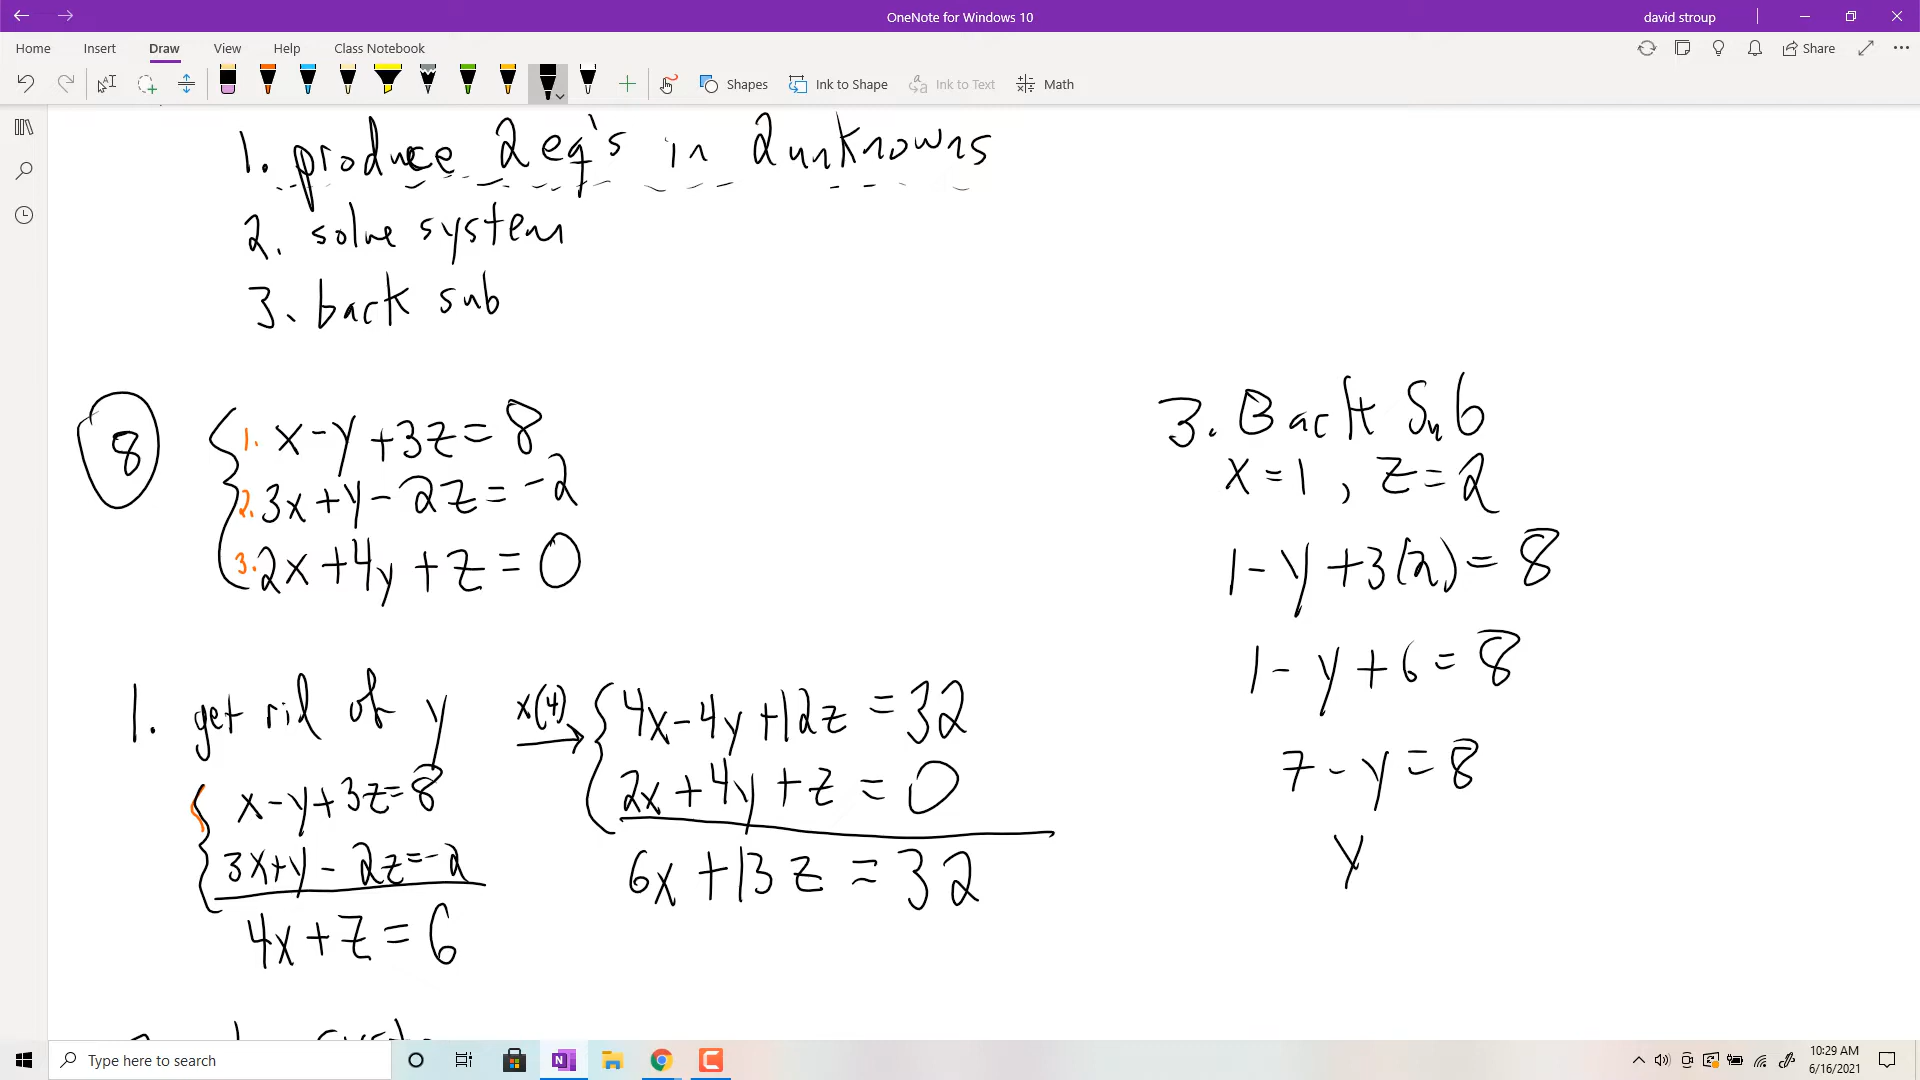 OneNote for Windows 10
david stroup
Home Insert Draw View Help Class Notebook
Share
Shapes Ink to Shape Ink to Text Math
1. produce 2 eq's in 2 unknowns
2. solve system
3. back sub
8
1. x - y + 3z = 8
2. 3x + y - 2z = -2
3. 2x + 4y + z = 0
1. get rid of y
x - y + 3z = 8
3x + y - 2z = -2
4x + z = 6
x(4)
4x - 4y + 12z = 32
2x + 4y + z = 0
6x + 13z = 32
3. Back Sub
x = 1, z = 2
1 - y + 3(2) = 8
1 - y + 6 = 8
7 - y = 8
y
Type here to search
10:29 AM
6/16/2021